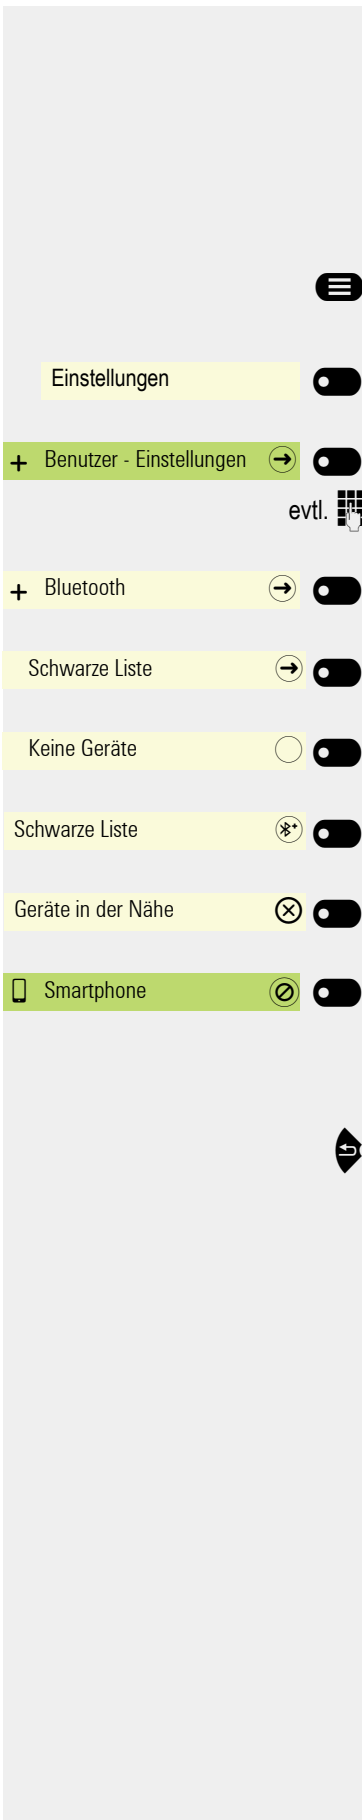 Einstellungen
Benutzer - Einstellungen
evtl.
Bluetooth
Schwarze Liste
Keine Geräte
Schwarze Liste
Geräte in der Nähe
Smartphone